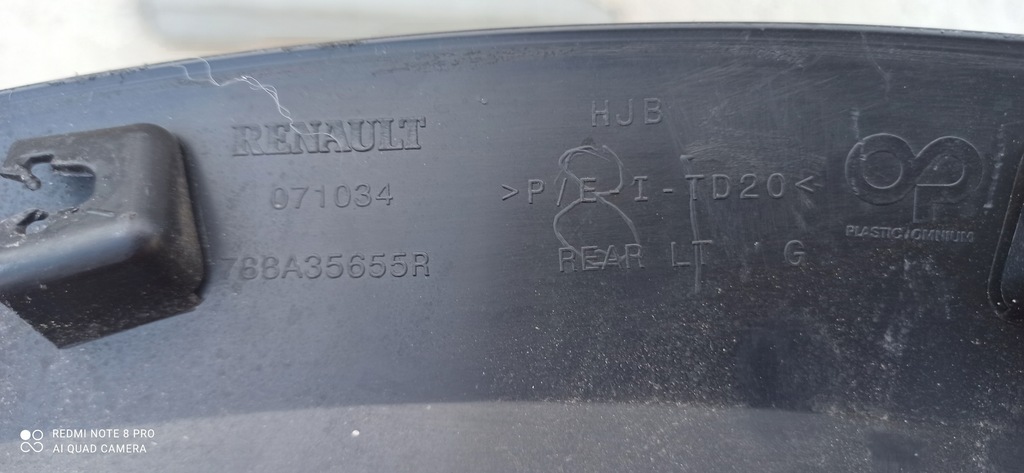 RENAULT
HJB
071034
>P/E-I-TD20<
788A35655R
REAR LT G
PLASTIC OMNIUM
REDMI NOTE 8 PRO
AI QUAD CAMERA